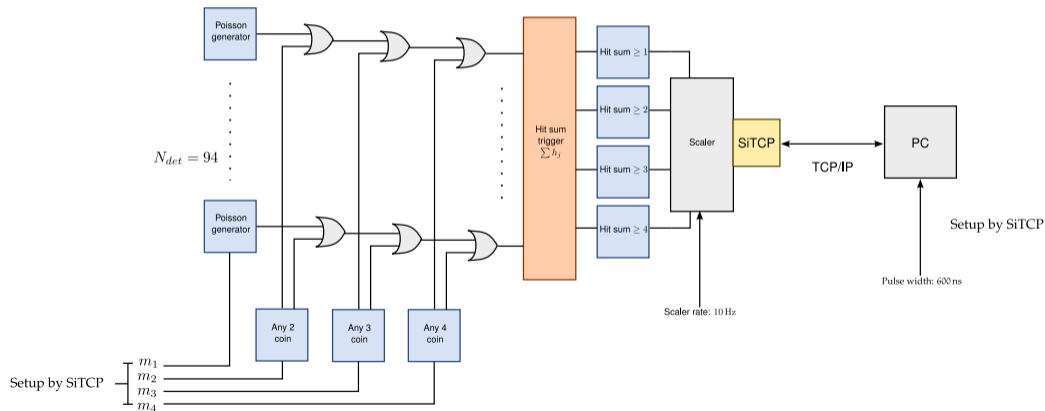 Poisson
generator
N_{det} = 94
Poisson
generator
Any 2
coin
Any 3
coin
Any 4
coin
Setup by SiTCP
m_1
m_2
m_3
m_4
Hit sum
trigger
∑ h_j
Hit sum ≥ 1
Hit sum ≥ 2
Hit sum ≥ 3
Hit sum ≥ 4
Scaler
SiTCP
TCP/IP
PC
Setup by SiTCP
Pulse width: 600 ns
Scaler rate: 10 Hz